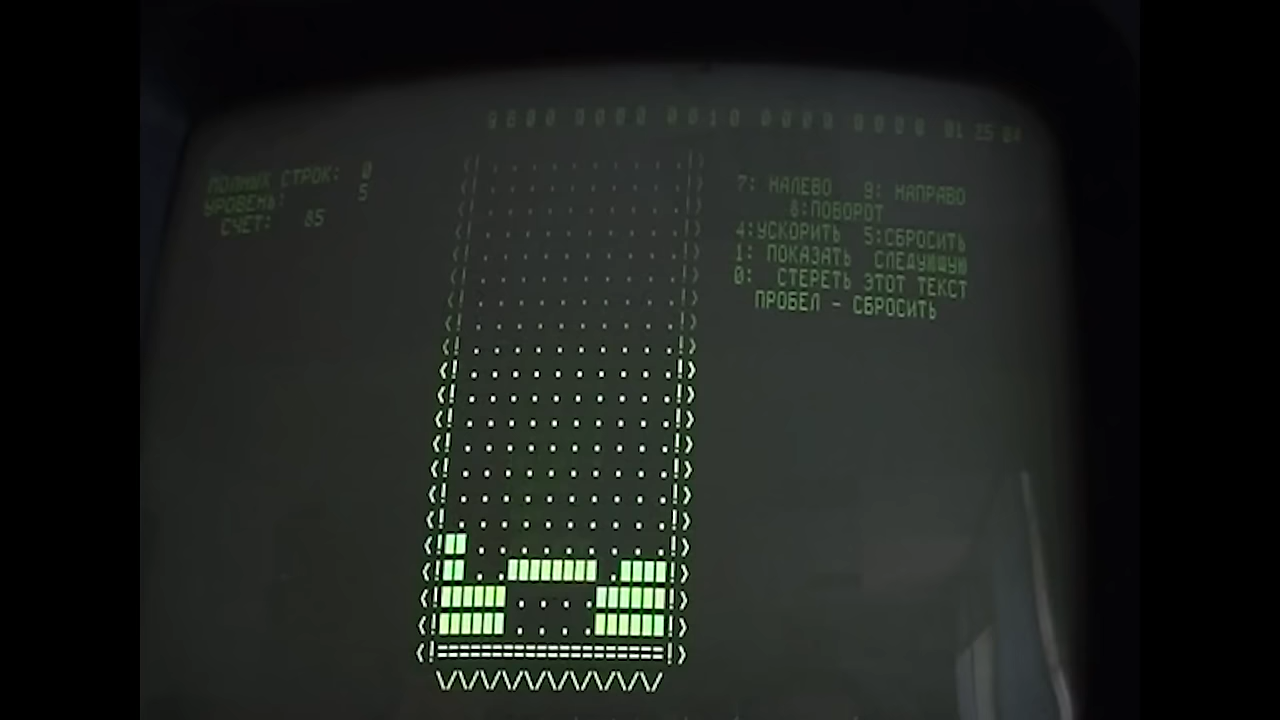 ПОЛНЫХ СТРОК: 0
УРОВЕНЬ: 5
СЧЕТ: 85
7: НАЛЕВО 9: НАПРАВО
8:ПОВОРОТ
4:УСКОРИТЬ 5:СБРОСИТЬ
1: ПОКАЗАТЬ СЛЕДУЮЩУЮ
0: СТЕРЕТЬ ЭТОТ ТЕКСТ
ПРОБЕЛ - СБРОСИТЬ